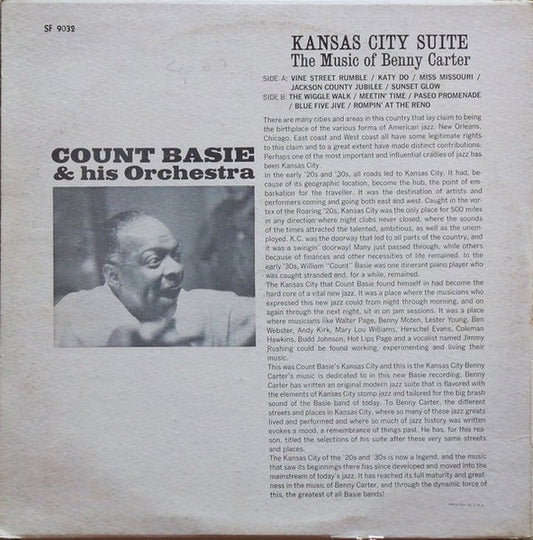 SF 9032
KANSAS CITY SUITE
The Music of Benny Carter
SIDE A: VINE STREET RUMBLE / KATY DO / MISS MISSOURI /
JACKSON COUNTY JUBILEE / SUNSET GLOW
SIDE B: THE WIGGLE WALK / MEETIN' TIME / PASEO PROMENADE
/ BLUE FIVE JIVE / ROMPIN' AT THE RENO
COUNT BASIE
& his Orchestra
There are many cities and areas in this country that lay claim to being
the birthplace of the various forms of American jazz. New Orleans,
Chicago, East coast and West coast all have some legitimate rights
to this claim and to a great extent have made distinct contributions.
Perhaps one of the most important and influential cradles of jazz has
been Kansas City.
In the early '20s and '30s, all roads led to Kansas City. It had, be-
cause of its geographic location, become the hub, the point of em-
barkation for the traveller. It was the destination of artists and
performers coming and going both east and west. Caught in the vor-
tex of the Roaring '20s, Kansas City was the only place for 500 miles
in any direction where night clubs never closed, where the sounds
of the times attracted the talented, ambitious, as well as the unem-
ployed. K.C. was the doorway that led to all parts of the country, and
it was a swingin' doorway! Many just passed through, while others
because of finances and other necessities of life remained. In the
early '30s, William "Count" Basie was one itinerant piano player who
was caught stranded and, for a while, remained.
The Kansas City that Count Basie found himself in had become the
hard core of a vital new jazz. It was a place where the musicians who
expressed this new jazz could from night through morning, and on
again through the next night, sit in on jam sessions. It was a place
where musicians like Walter Page, Benny Moten, Lester Young, Ben
Webster, Andy Kirk, Mary Lou Williams, Herschel Evans, Coleman
Hawkins, Budd Johnson, Hot Lips Page and a vocalist named Jimmy
Rushing could be found working, experimenting and living their
music.
This was Count Basie's Kansas City and this is the Kansas City Benny
Carter's music is dedicated to in this new Basie recording. Benny
Carter has written an original modern jazz suite that is flavored with
the elements of Kansas City stomp jazz and tailored for the big brash
sound of the Basie band of today. To Benny Carter, the different
streets and places in Kansas City, where so many of these jazz greats
lived and performed and where so much of jazz history was written
evokes a mood, a remembrance of things past. He has, for this rea-
son, titled the selections of his suite after these very same streets
and places.
The Kansas City of the '20s and '30s is now a legend, and the music
that saw its beginnings there has since developed and moved into the
mainstream of today's jazz. It has reached its full maturity and great-
ness in the music of Benny Carter, and through the dynamic force of
this, the greatest of all Basie bands!
PRINTED IN U.S.A.